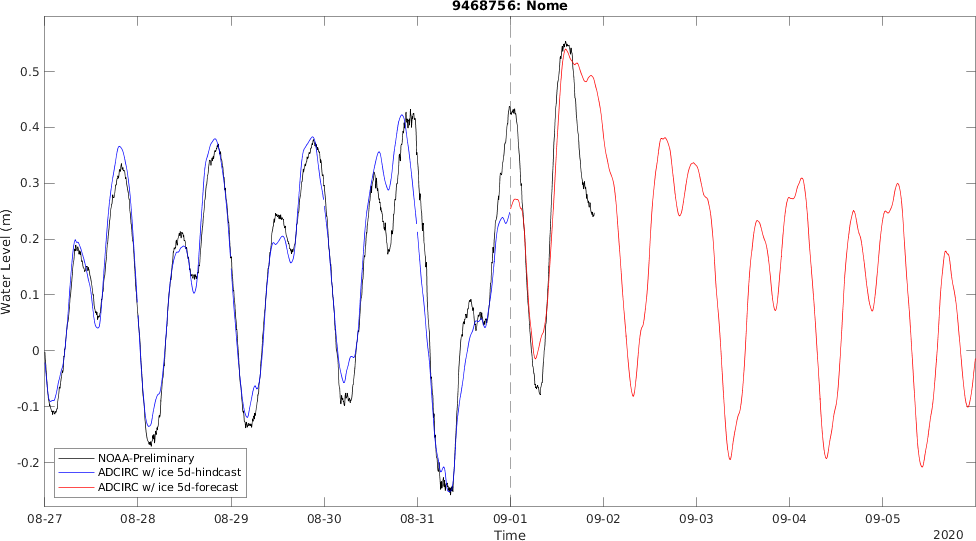 9468756: Nome
Water Level (m)
0.5
0.4
0.3
0.2
0.1
0
-0.1
-0.2
NOAA-Preliminary
ADCIRC w/ ice 5d-hindcast
ADCIRC w/ ice 5d-forecast
08-27 08-28 08-29 08-30 08-31 09-01 09-02 09-03 09-04 09-05
Time
2020